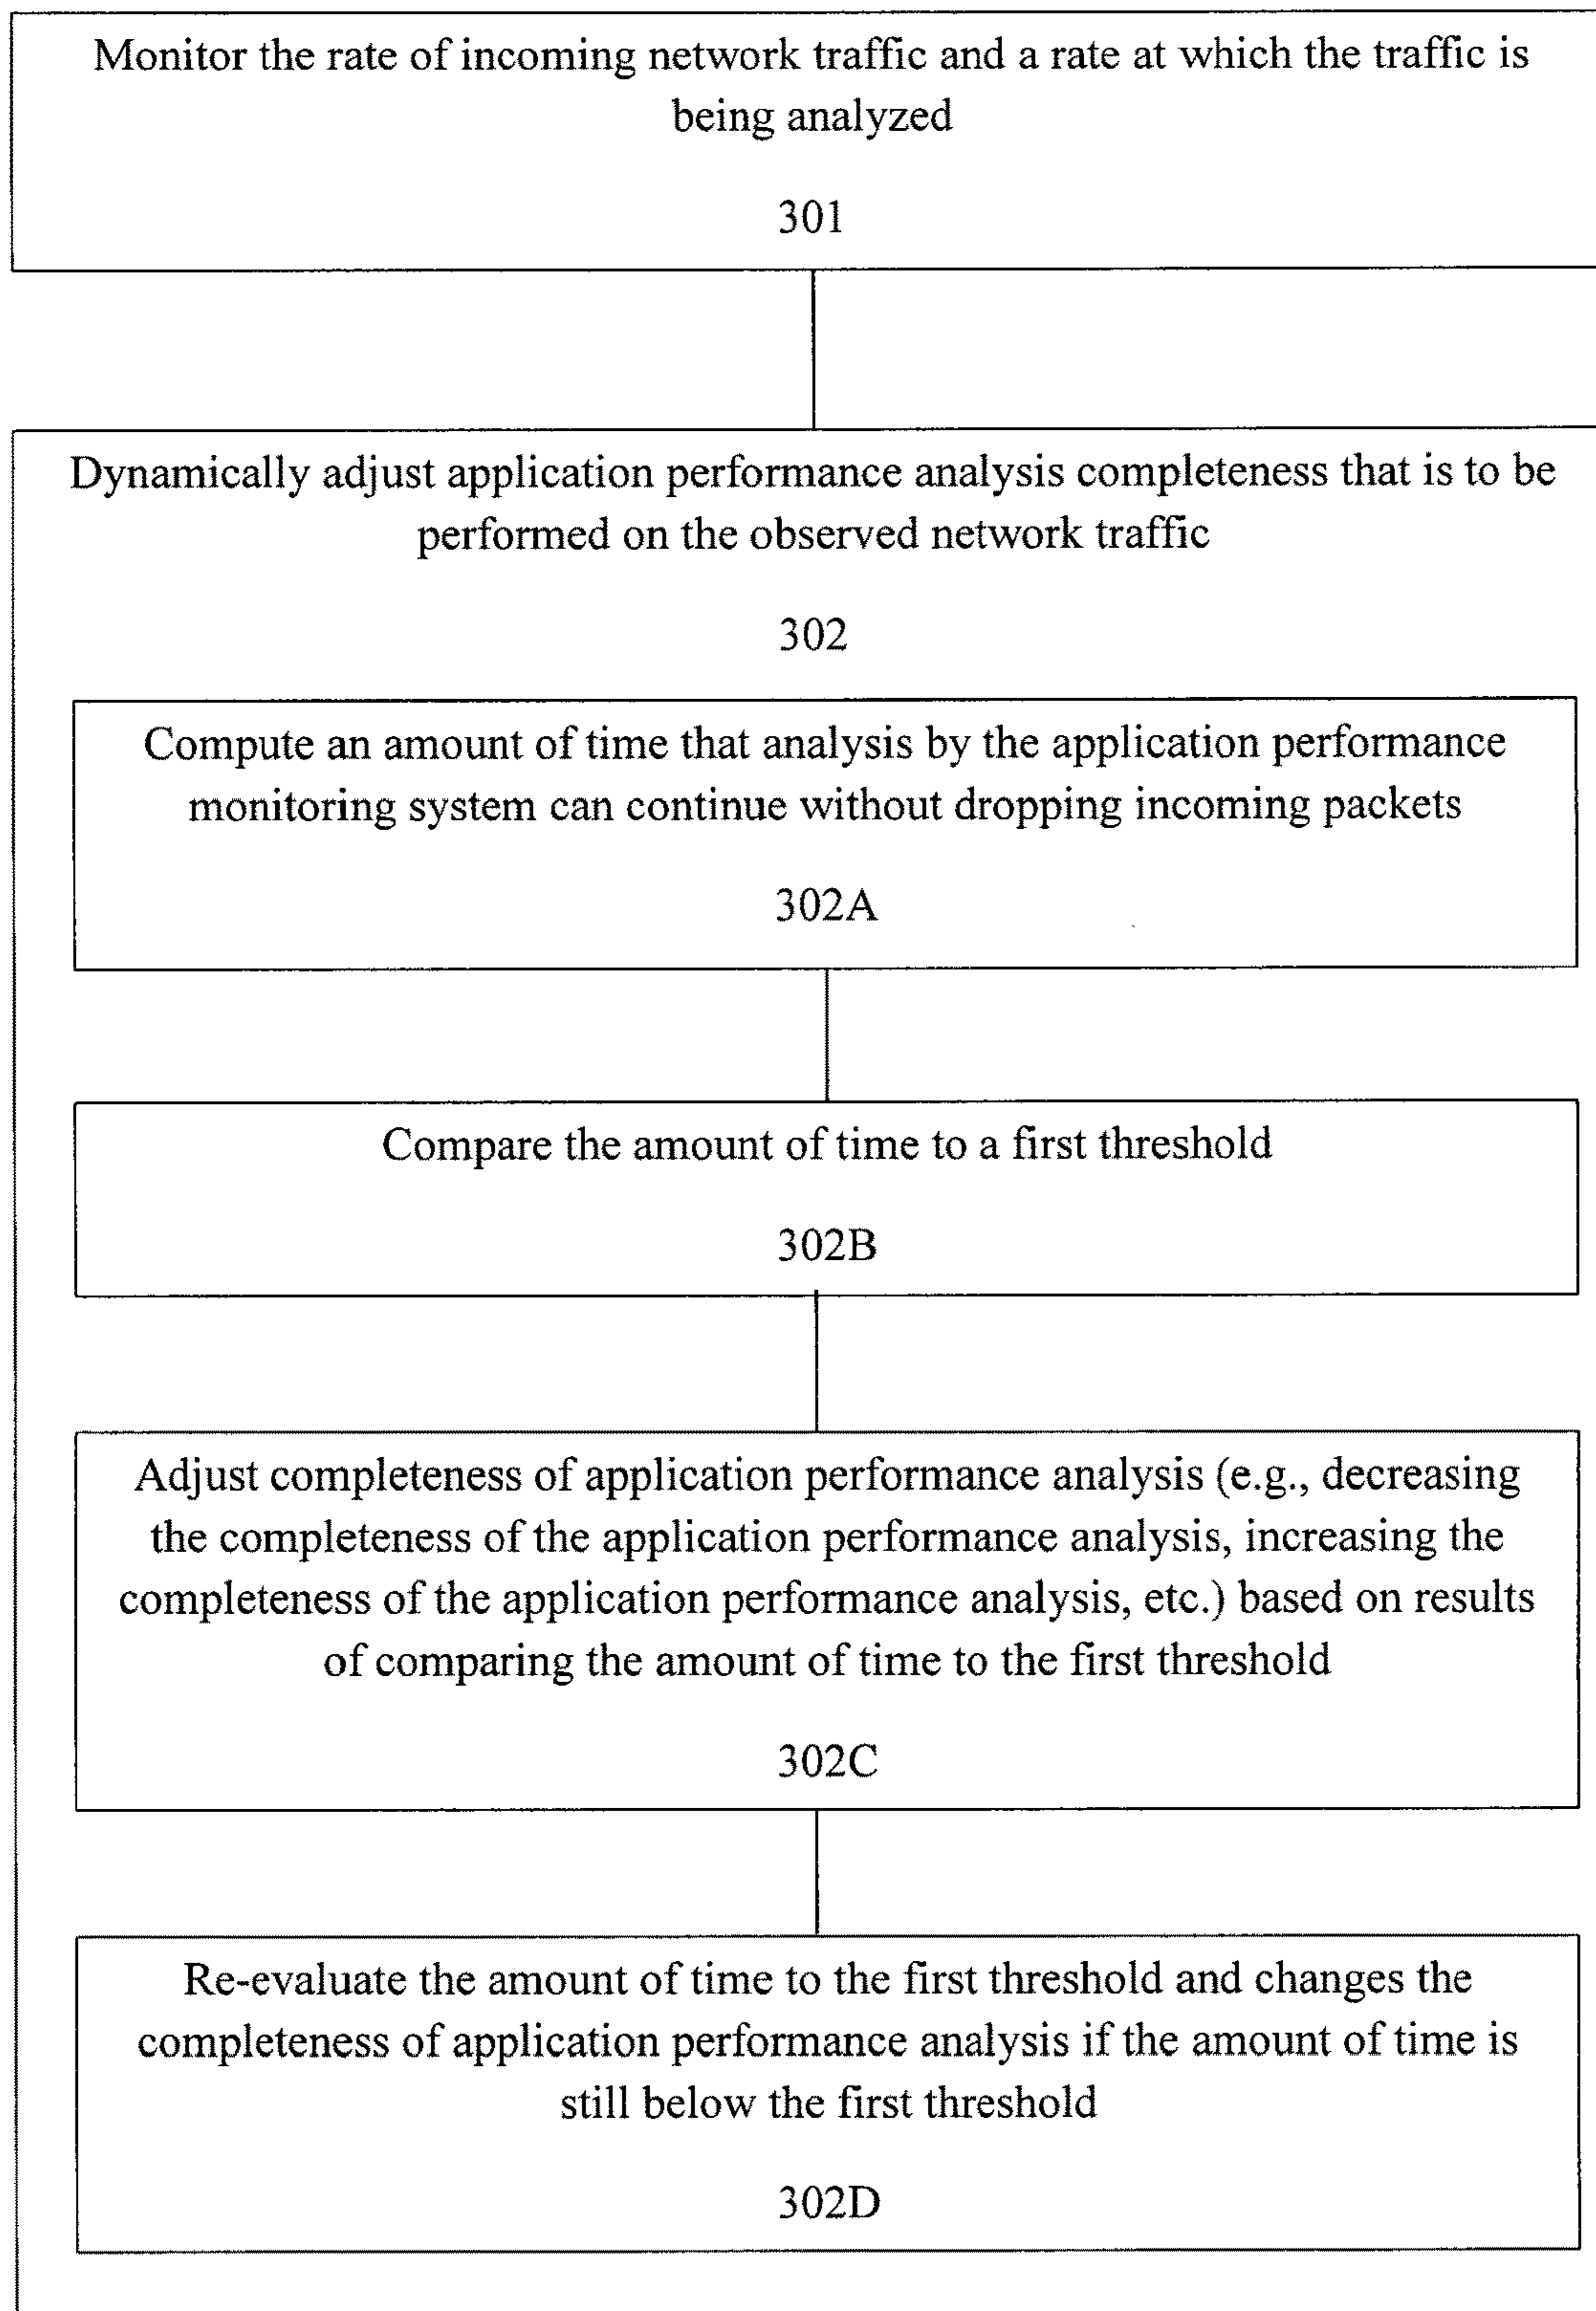 Monitor the rate of incoming network traffic and a rate at which the traffic is
being analyzed
301
Dynamically adjust application performance analysis completeness that is to be
performed on the observed network traffic
302
Compute an amount of time that analysis by the application performance
monitoring system can continue without dropping incoming packets
302A
Compare the amount of time to a first threshold
302B
Adjust completeness of application performance analysis (e.g., decreasing
the completeness of the application performance analysis, increasing the
completeness of the application performance analysis, etc.) based on results
of comparing the amount of time to the first threshold
302C
Re-evaluate the amount of time to the first threshold and changes the
completeness of application performance analysis if the amount of time is
still below the first threshold
302D